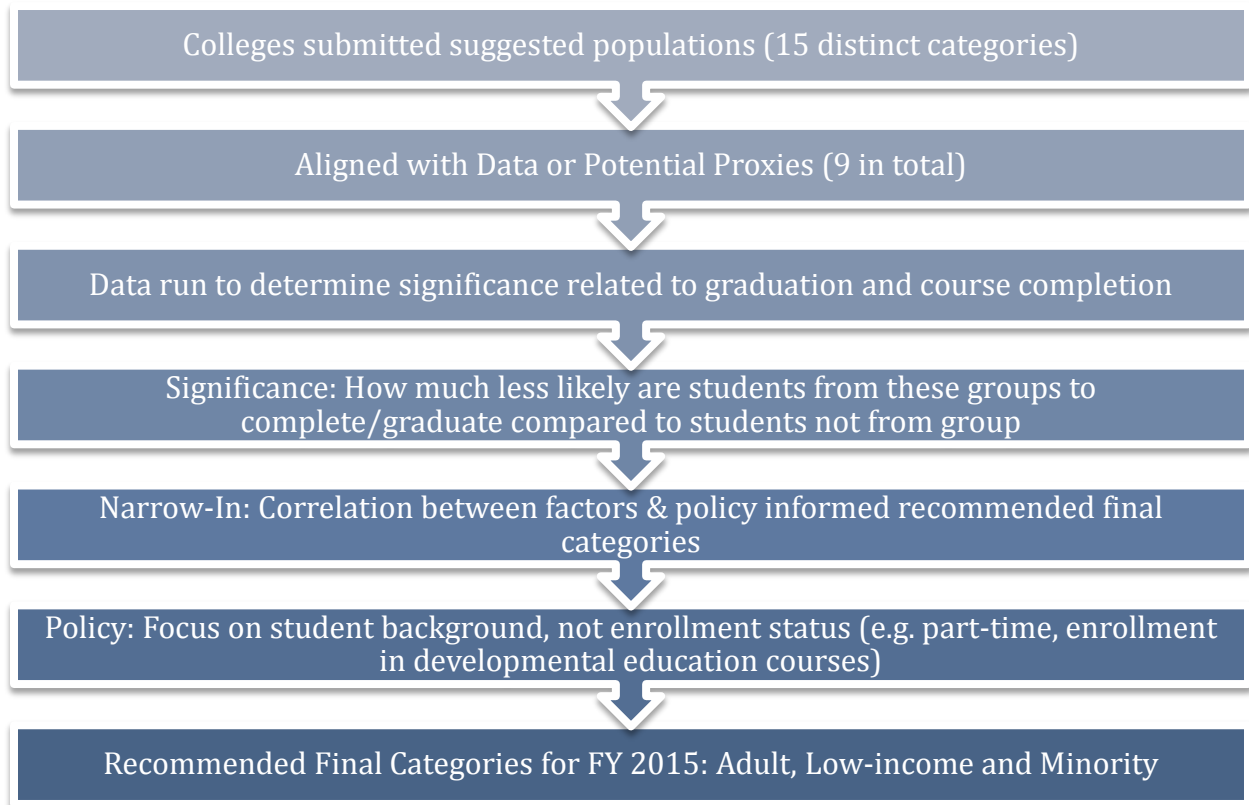 Colleges submitted suggested populations (15 distinct categories)
Aligned with Data or Potential Proxies (9 in total)
Data run to determine significance related to graduation and course completion
Significance: How much less likely are students from these groups to
complete/graduate compared to students not from group
Narrow-In: Correlation between factors & policy informed recommended final
categories
Policy: Focus on student background, not enrollment status (e.g. part-time, enrollment
in developmental education courses)
Recommended Final Categories for FY 2015: Adult, Low-income and Minority